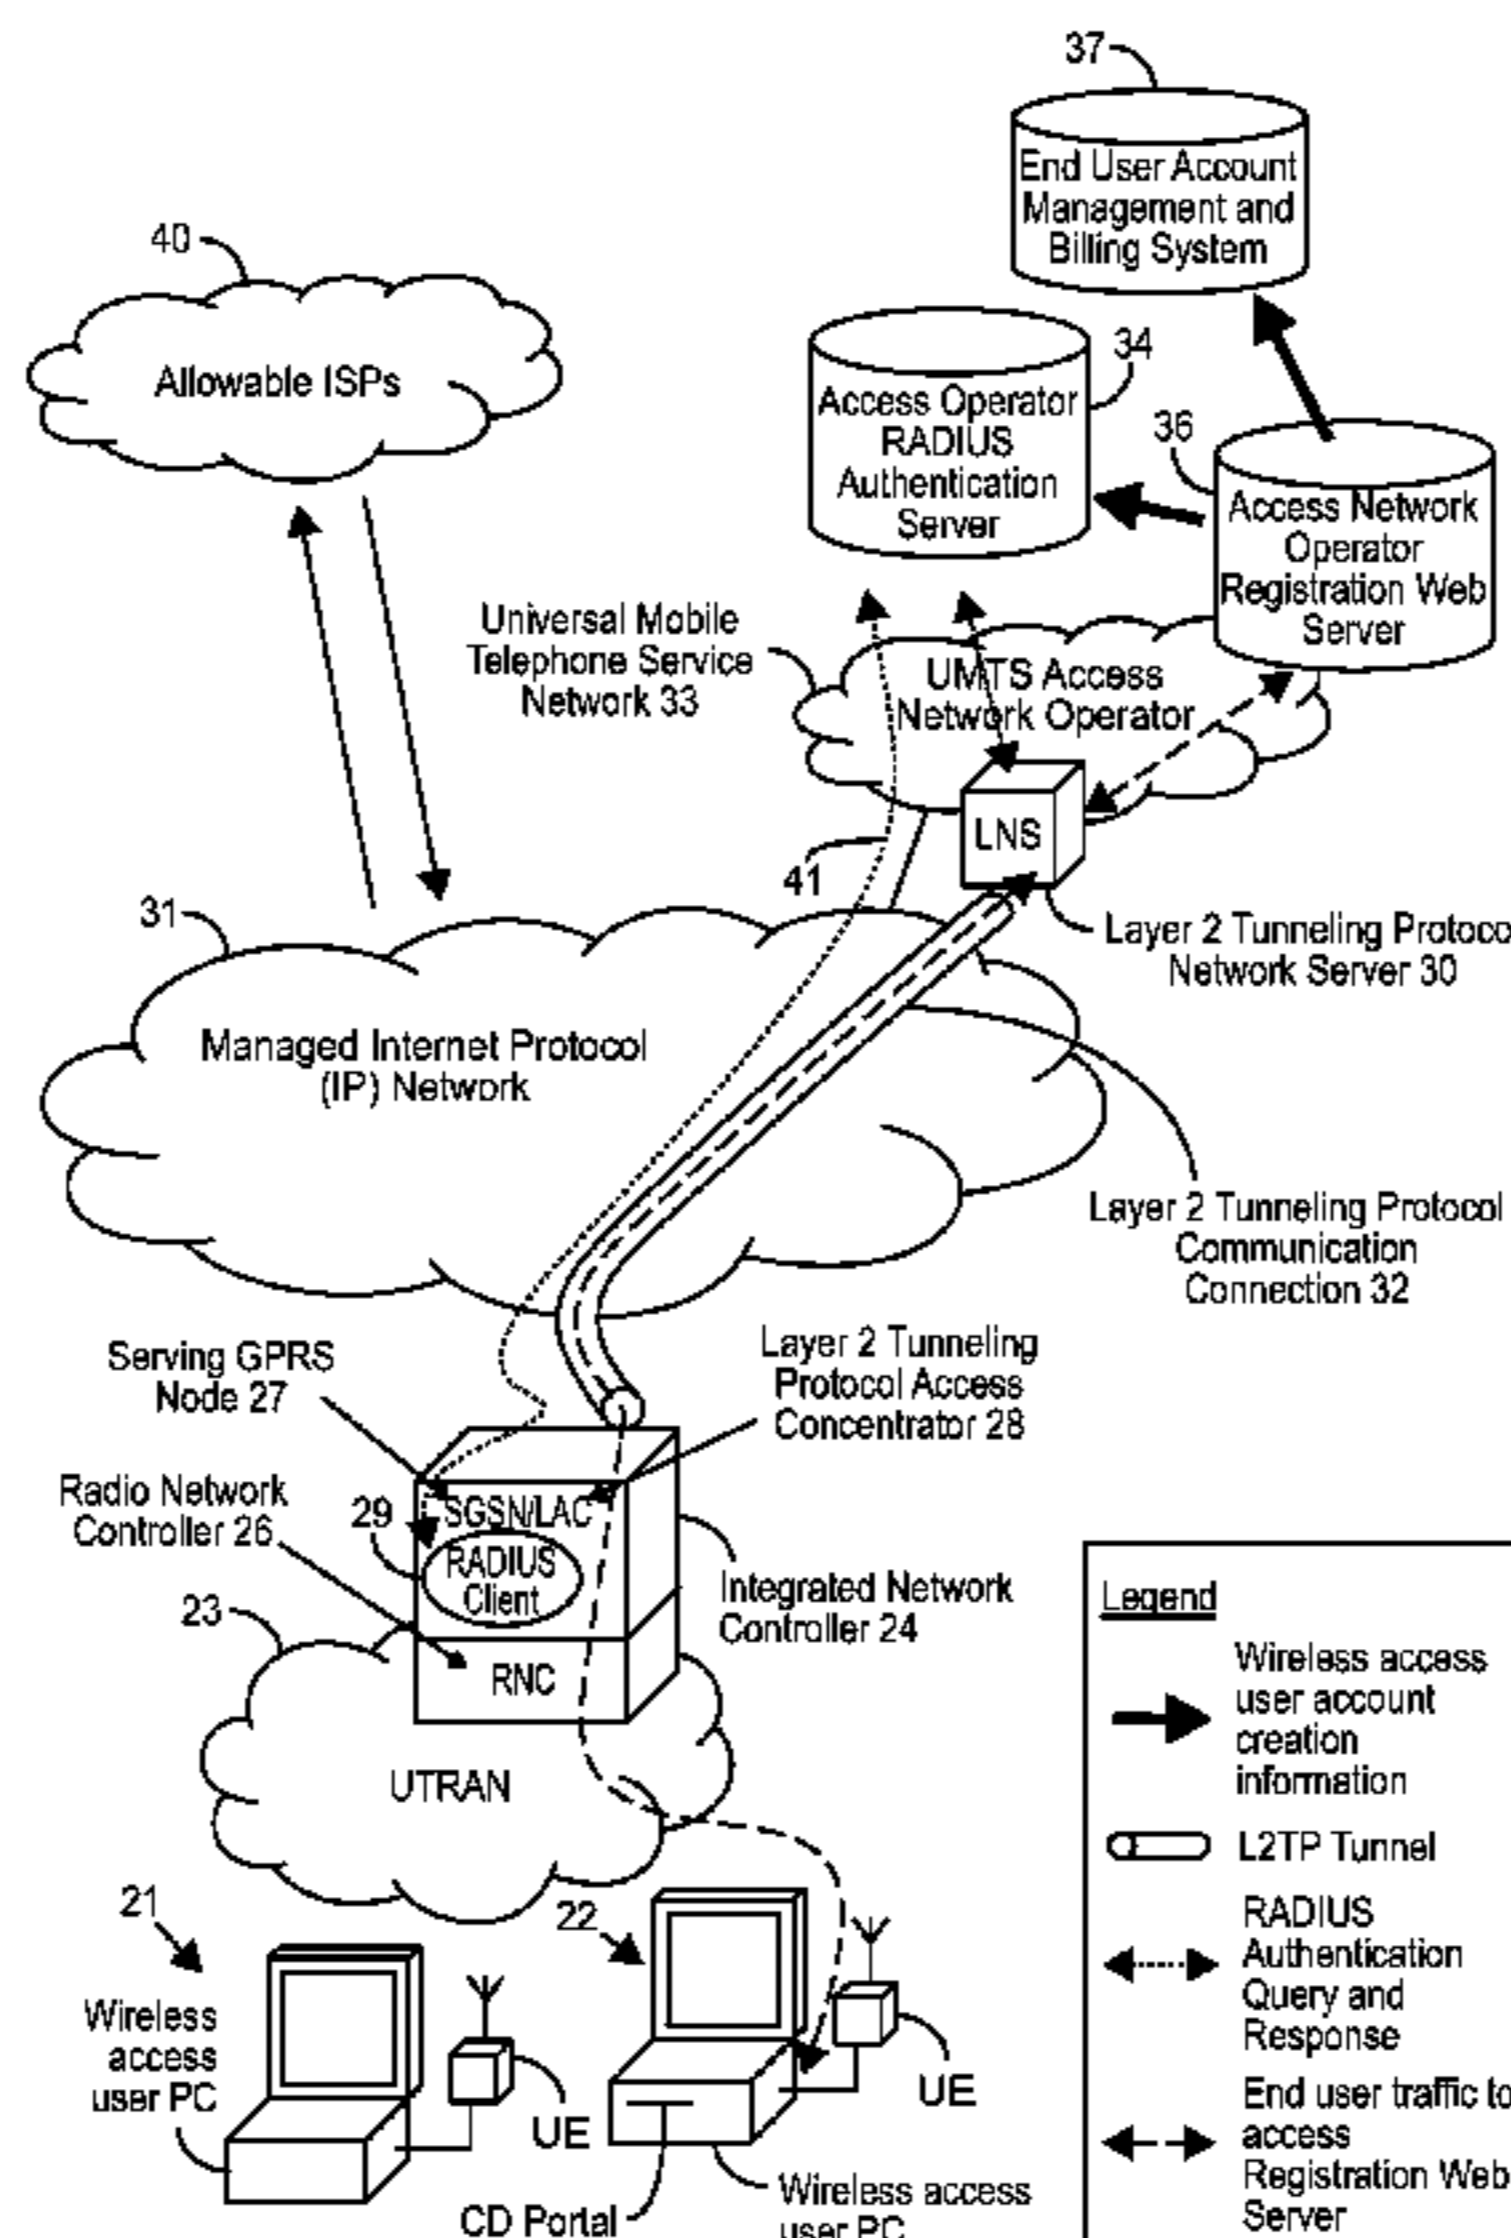 37
End User Account
Management and
Billing System
40
Allowable ISPs
34
Access Operator
RADIUS
Authentication
Server
36
Access Network
Operator
Registration Web
Server
Universal Mobile
Telephone Service
Network 33
UMTS Access
Network Operator
LNS
41
31
Layer 2 Tunneling Protoco
Network Server 30
Managed Internet Protocol
(IP) Network
Layer 2 Tunneling Protocol
Communication
Connection 32
Serving GPRS
Node 27
Layer 2 Tunneling
Protocol Access
Concentrator 28
Radio Network
Controller 26
29
SGSN/LAC
RADIUS
Client
Integrated Network
Controller 24
23
RNC
UTRAN
21
22
Wireless
access
user PC
UE
UE
CD Portal
Wireless access
user PC
Legend
Wireless access
user account
creation
information
L2TP Tunnel
RADIUS
Authentication
Query and
Response
End user traffic to
access
Registration Web
Server